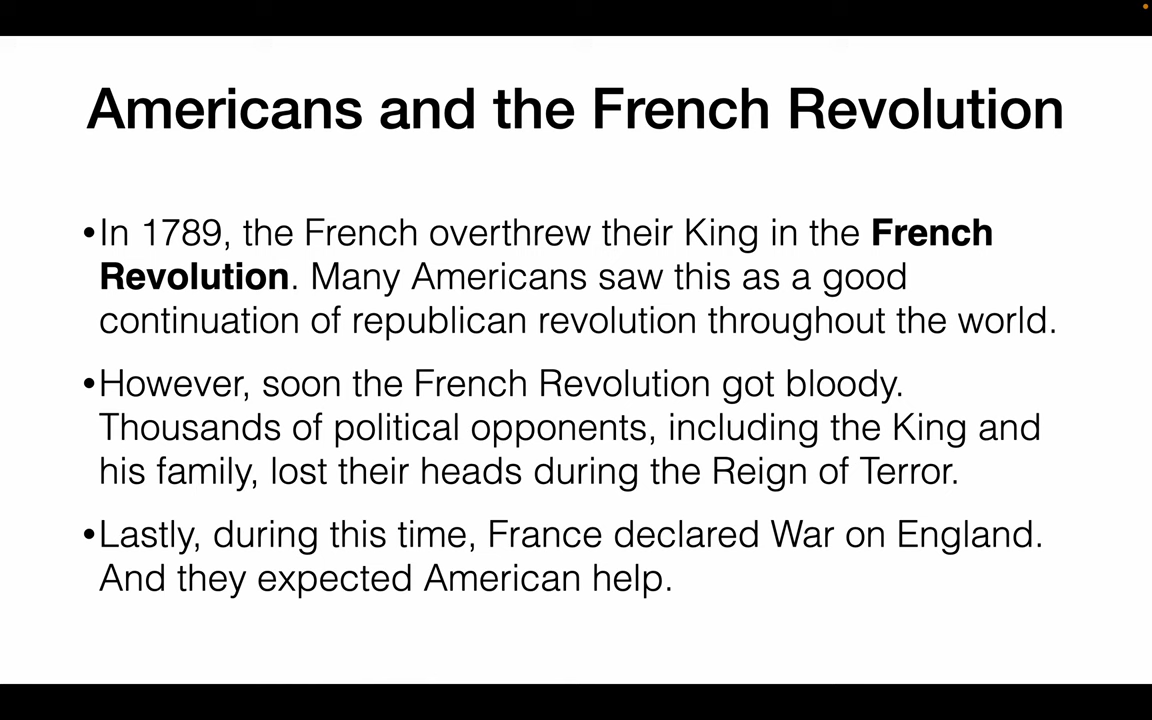 Americans and the French Revolution
•In 1789, the French overthrew their King in the French
Revolution. Many Americans saw this as a good
continuation of republican revolution throughout the world.
•However, soon the French Revolution got bloody.
Thousands of political opponents, including the King and
his family, lost their heads during the Reign of Terror.
•Lastly, during this time, France declared War on England.
And they expected American help.